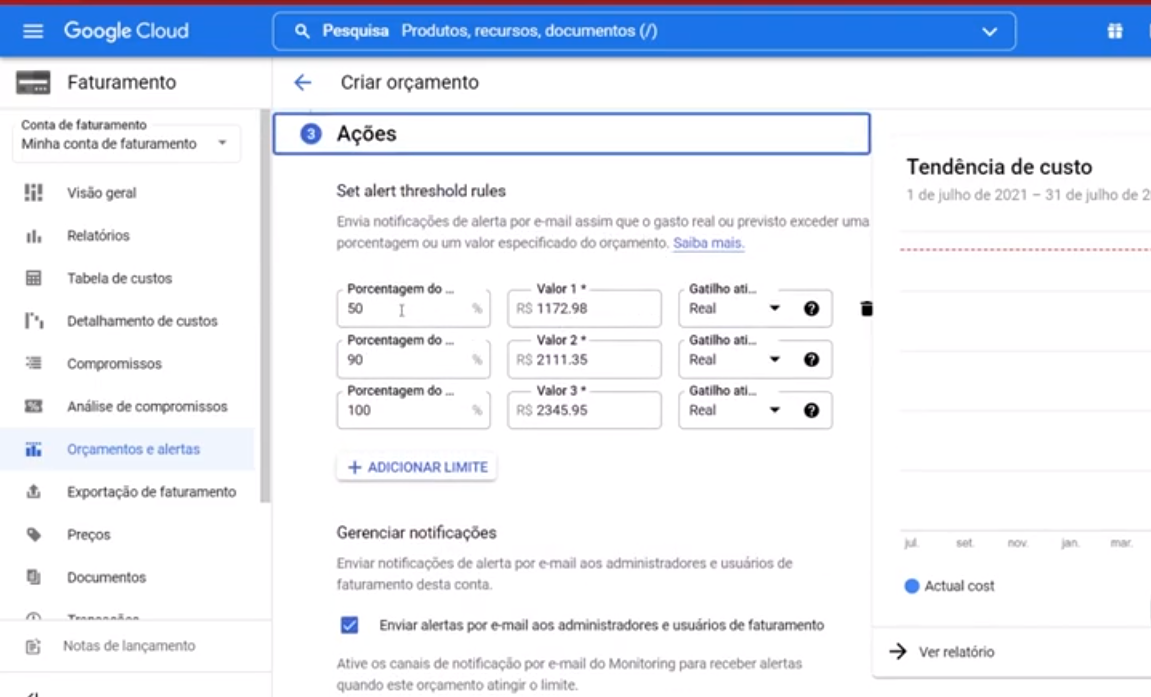 Google Cloud
Pesquisa Produtos, recursos, documentos (/)
Faturamento
Criar orçamento
Conta de faturamento
Minha conta de faturamento
Visão geral
Relatórios
Tabela de custos
Detalhamento de custos
Compromissos
Análise de compromissos
Orçamentos e alertas
Exportação de faturamento
Preços
Documentos
Transações
Notas de lançamento
3 Ações
Set alert threshold rules
Envia notificações de alerta por e-mail assim que o gasto real ou previsto exceder uma
porcentagem ou um valor especificado do orçamento. Saiba mais.
Porcentagem do ... Valor 1 * Gatilho ati...
50 % R$ 1172.98 Real
Porcentagem do ... Valor 2 * Gatilho ati...
90 % R$ 2111.35 Real
Porcentagem do ... Valor 3 * Gatilho ati...
100 % R$ 2345.95 Real
+ ADICIONAR LIMITE
Gerenciar notificações
Enviar notificações de alerta por e-mail aos administradores e usuários de
faturamento desta conta.
Enviar alertas por e-mail aos administradores e usuários de faturamento
Ative os canais de notificação por e-mail do Monitoring para receber alertas
quando este orçamento atingir o limite.
Tendência de custo
1 de julho de 2021 – 31 de julho de
jul. set. nov. jan. mar.
Actual cost
Ver relatório